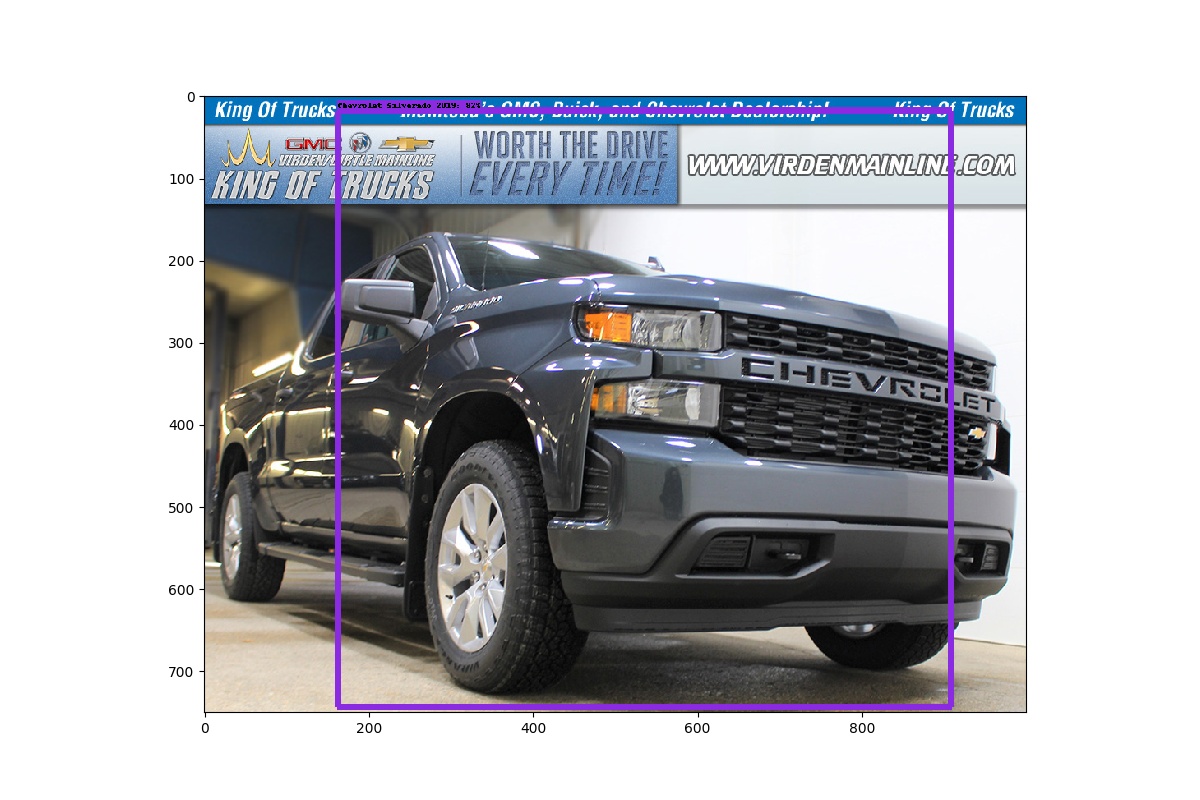 King Of Trucks Chevrolet Silverado 2019: 82% Manitoba's GMC, Buick, and Chevrolet Dealership! King Of Trucks
GMC
VIRDEN/BIRTLE MAINLINE
KING OF TRUCKS
WORTH THE DRIVE
EVERY TIME!
WWW.VIRDENMAINLINE.COM
SILVERADO
CHEVROLET
0
100
200
300
400
500
600
700
0 200 400 600 800